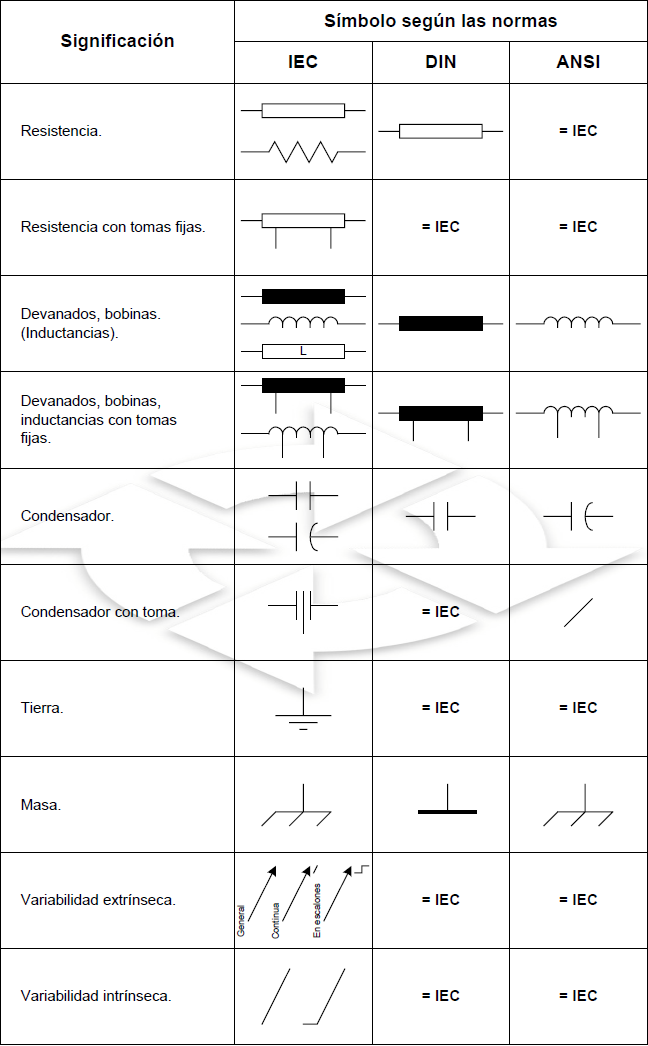 Significación
Símbolo según las normas
IEC
DIN
ANSI
Resistencia.
= IEC
Resistencia con tomas fijas.
= IEC
= IEC
Devanados, bobinas.
(Inductancias).
L
Devanados, bobinas,
inductancias con tomas
fijas.
Condensador.
Condensador con toma.
= IEC
Tierra.
= IEC
= IEC
Masa.
Variabilidad extrínseca.
General
Contínua
En escalones
= IEC
= IEC
Variabilidad intrínseca.
= IEC
= IEC